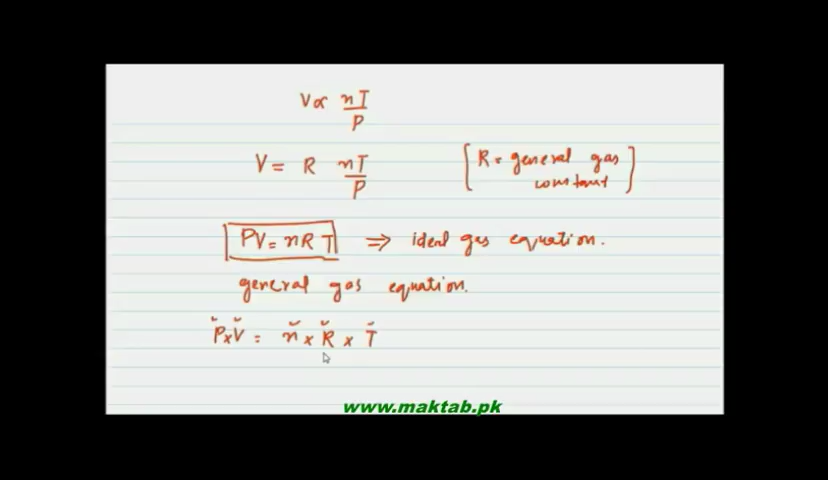 V∝ nT/P
V = R nT/P [R = general gas constant]
PV = nRT ⇒ ideal gas equation.
general gas equation.
P×V = n × R × T
www.maktab.pk